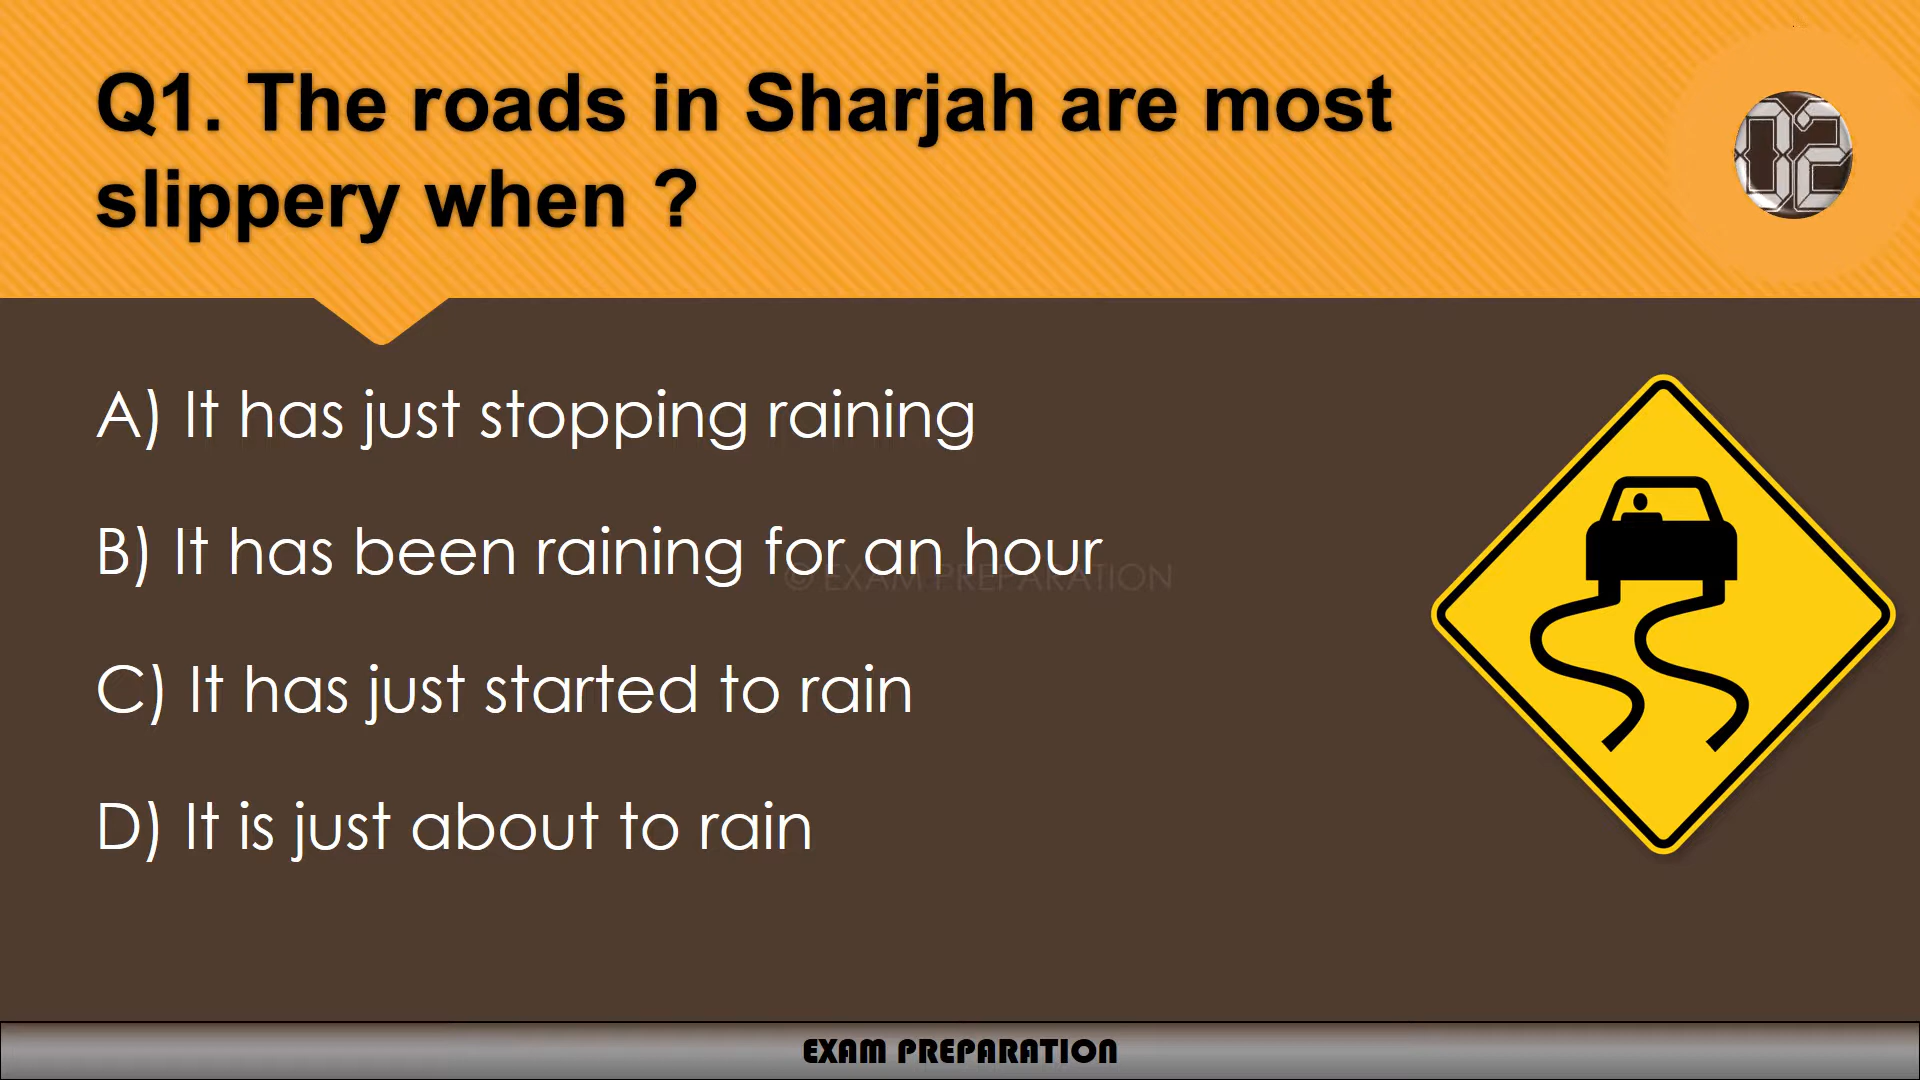 Q1. The roads in Sharjah are most
slippery when ?
02
A) It has just stopping raining
B) It has been raining for an hour
© EXAM PREPARATION
C) It has just started to rain
D) It is just about to rain
EXAM PREPARATION